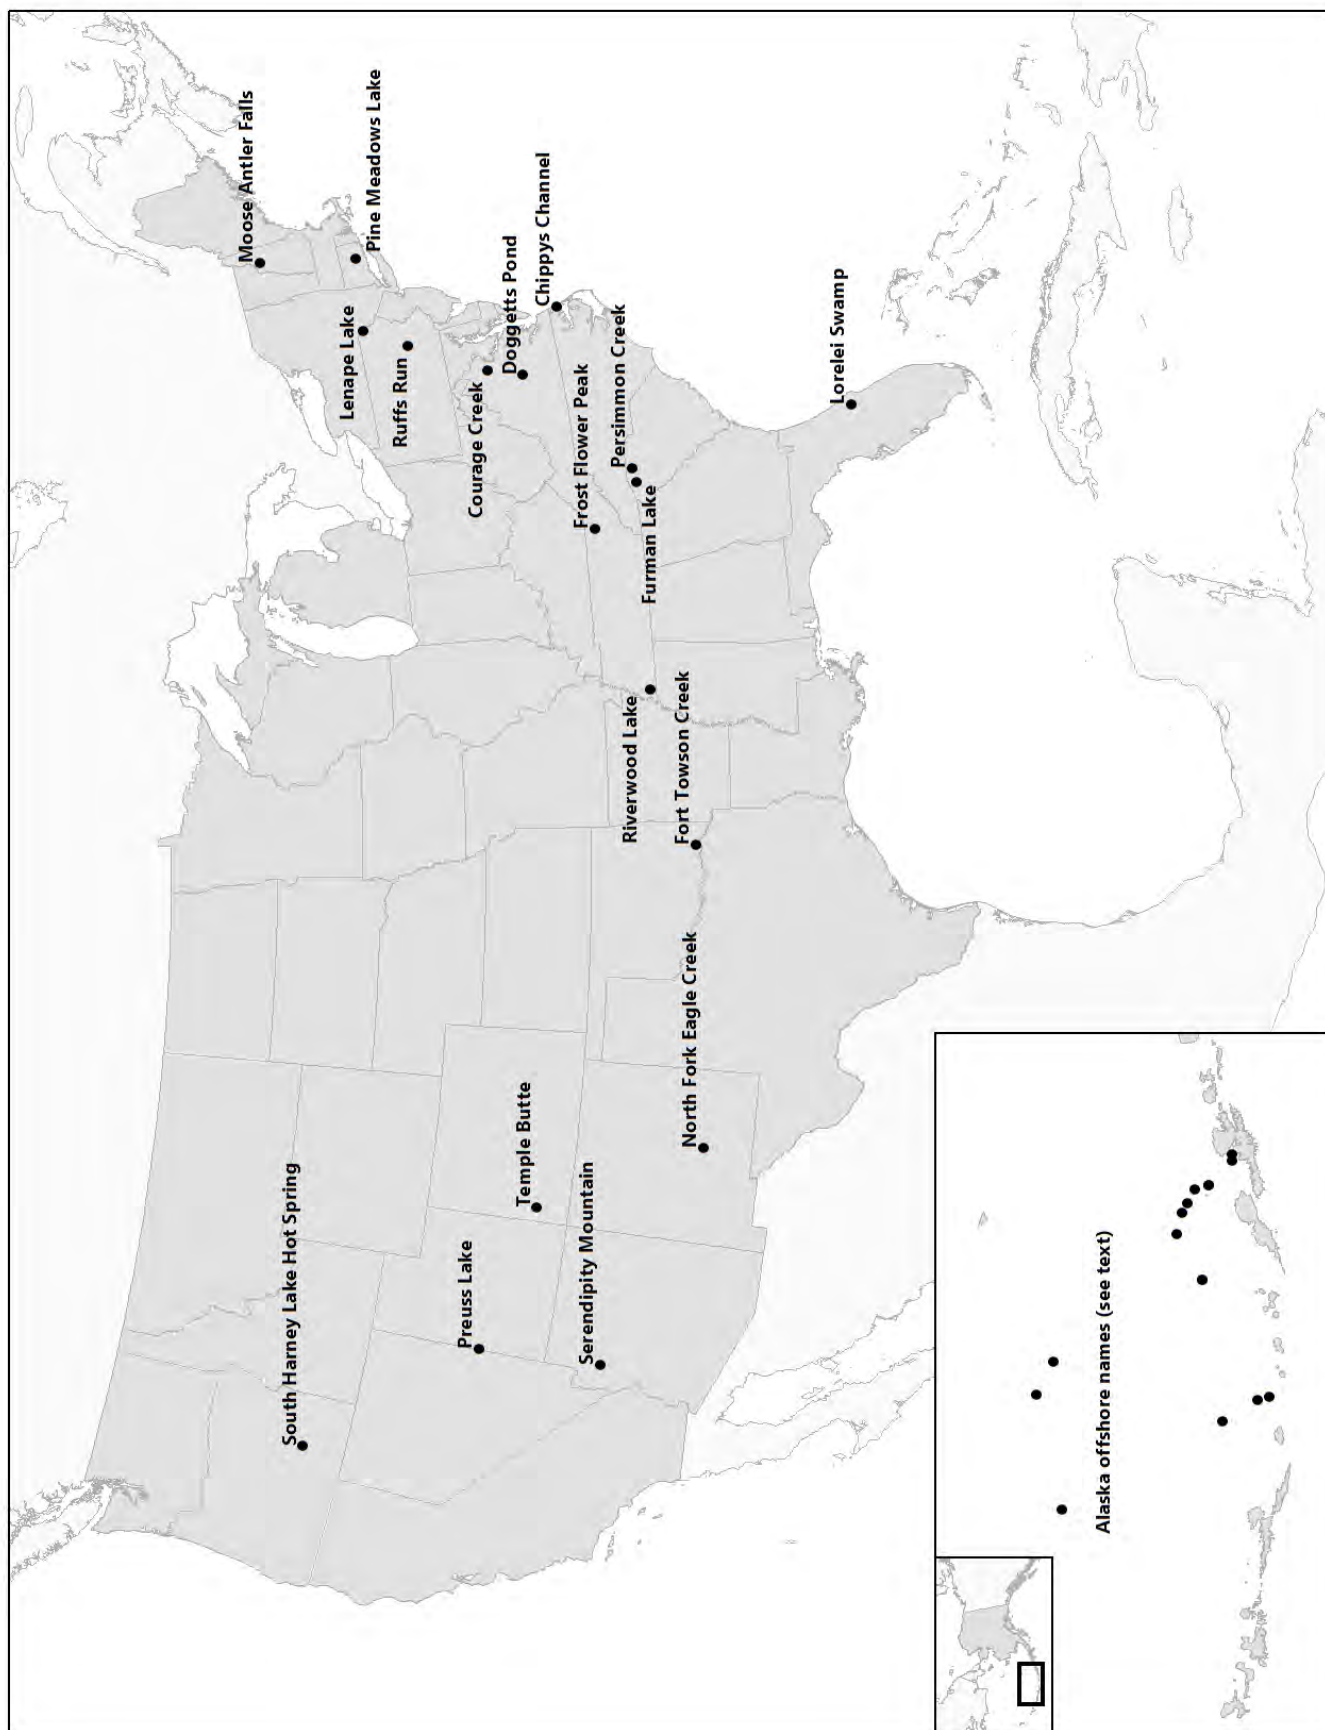 South Harney Lake Hot Spring
Preuss Lake
Serendipity Mountain
Temple Butte
North Fork Eagle Creek
Fort Towson Creek
Riverwood Lake
Furman Lake
Frost Flower Peak
Persimmon Creek
Courage Creek
Ruffs Run
Lenape Lake
Doggetts Pond
Chippys Channel
Moose Antler Falls
Pine Meadows Lake
Lorelei Swamp
Alaska offshore names (see text)